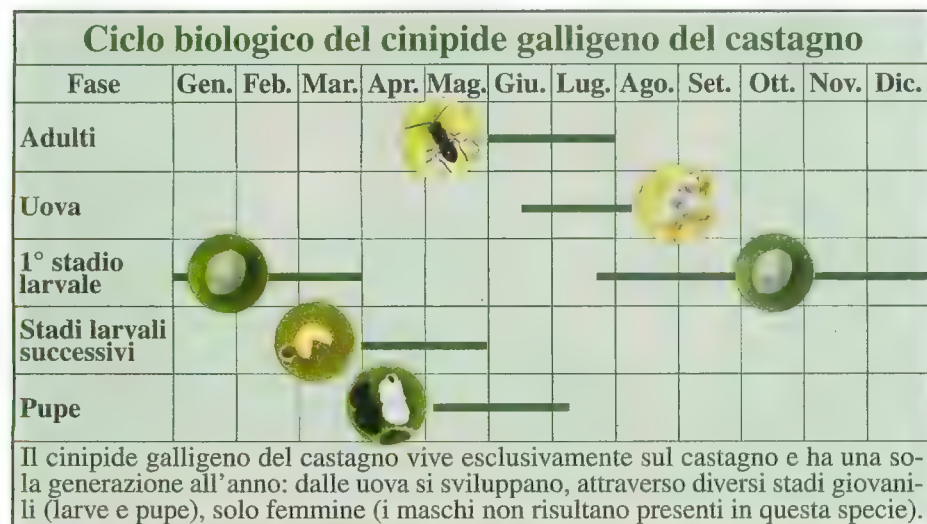 Ciclo biologico del cinipide galligeno del castagno
Fase Gen. Feb. Mar. Apr. Mag. Giu. Lug. Ago. Set. Ott. Nov. Dic.
Adulti
Uova
1° stadio
larvale
Stadi larvali
successivi
Pupe
Il cinipide galligeno del castagno vive esclusivamente sul castagno e ha una so-
la generazione all'anno: dalle uova si sviluppano, attraverso diversi stadi giovani-
li (larve e pupe), solo femmine (i maschi non risultano presenti in questa specie).